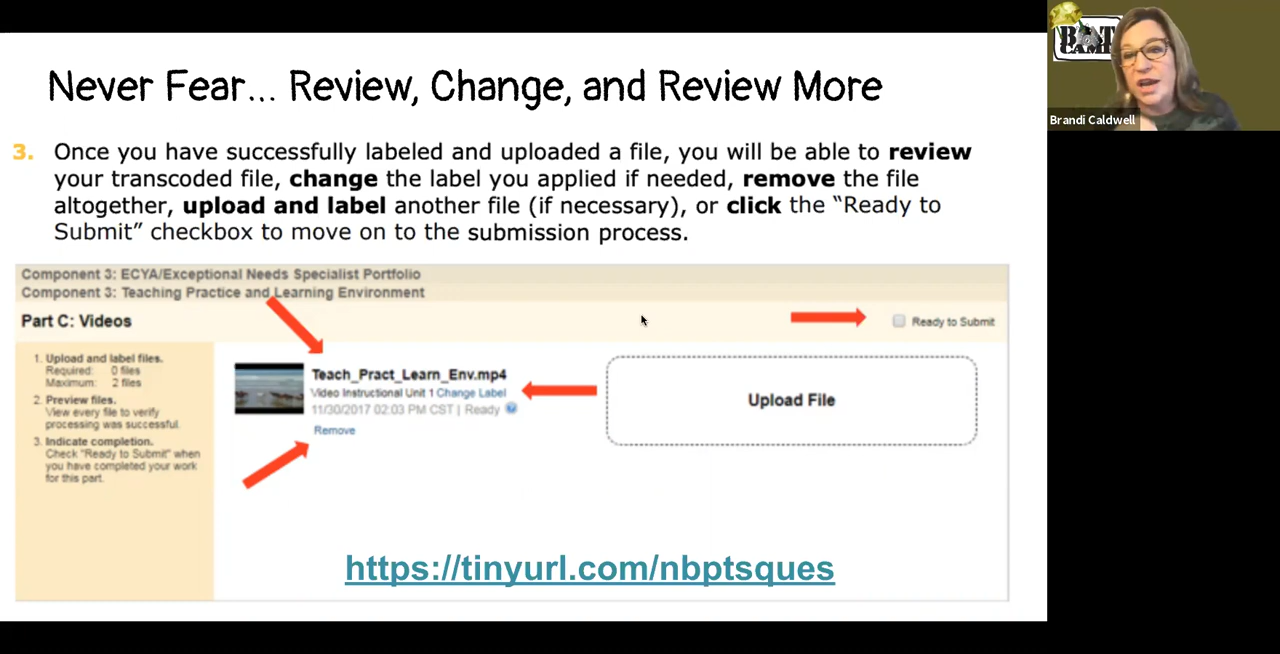 Never Fear... Review, Change, and Review More
3. Once you have successfully labeled and uploaded a file, you will be able to review
your transcoded file, change the label you applied if needed, remove the file
altogether, upload and label another file (if necessary), or click the “Ready to
Submit” checkbox to move on to the submission process.
Component 3: ECYA/Exceptional Needs Specialist Portfolio
Component 3: Teaching Practice and Learning Environment
Part C: Videos
Ready to Submit
1. Upload and label files.
Required: 0 files
Maximum: 2 files
2. Preview files.
View every file to verify
processing was successful.
3. Indicate completion.
Check "Ready to Submit" when
you have completed your work
for this part.
Teach_Pract_Learn_Env.mp4
Video Instructional Unit 1 Change Label
11/30/2017 02:03 PM CST | Ready
Remove
Upload File
https://tinyurl.com/nbptsques
CAMP
Brandi Caldwell